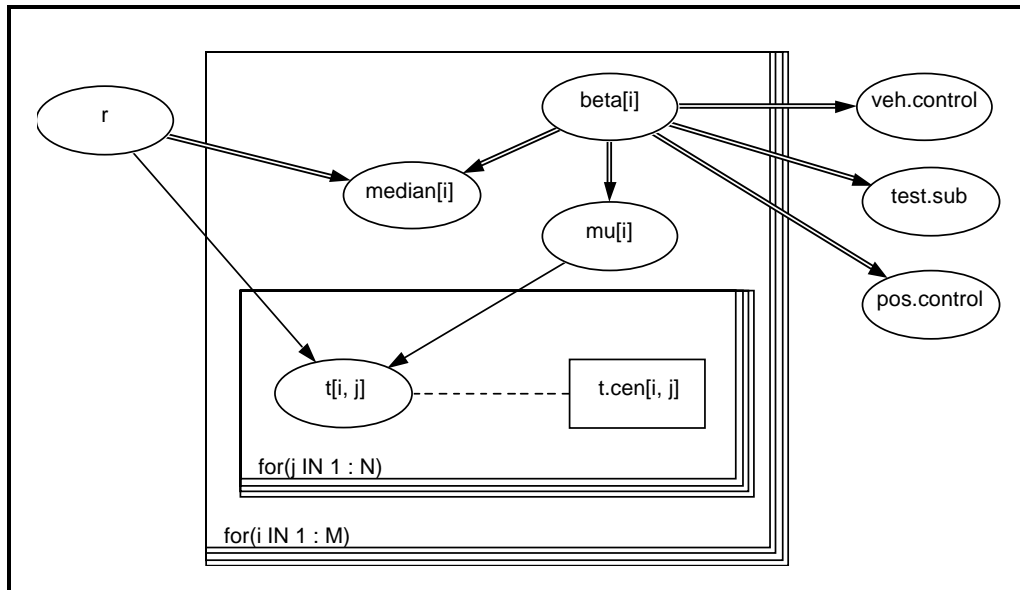 beta[i]
veh.control
r
median[i]
test.sub
mu[i]
pos.control
t[i, j]
t.cen[i, j]
for(j IN 1 : N)
for(i IN 1 : M)